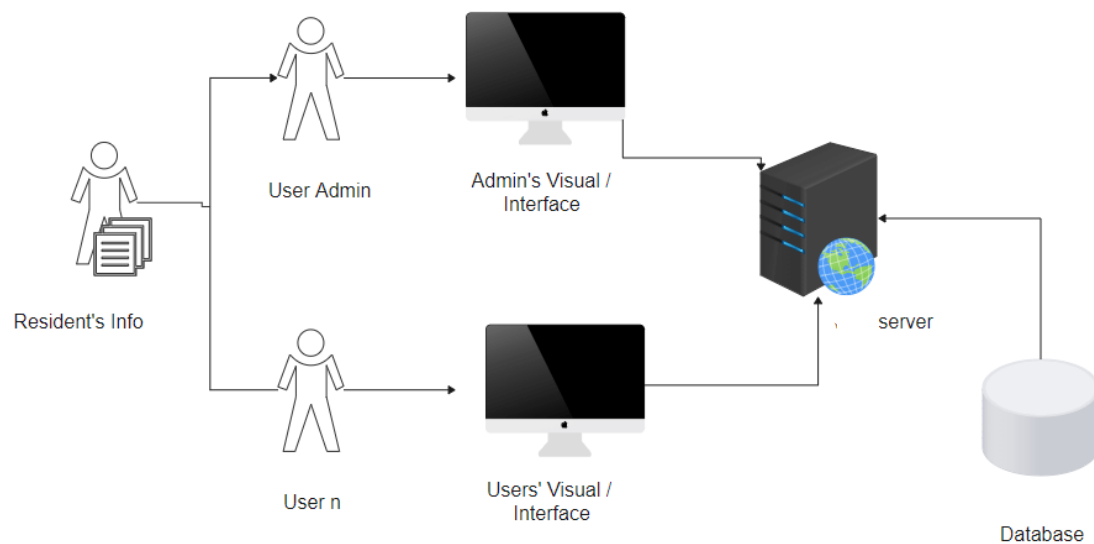 User Admin
Admin's Visual /
Interface
Resident's Info
server
User n
Users' Visual /
Interface
Database